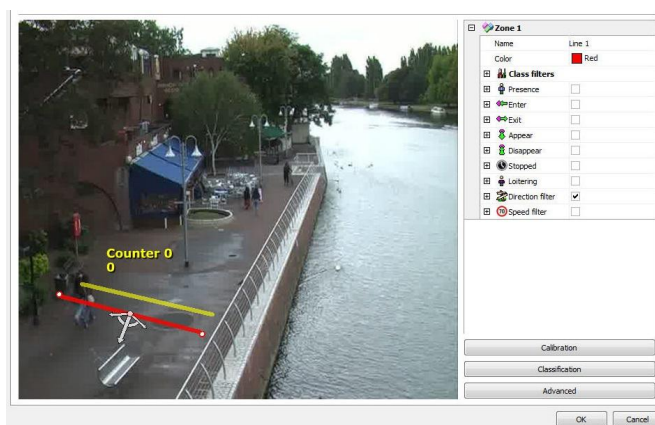 Zone 1
Name Line 1
Color Red
Class filters
Presence
Enter
Exit
Appear
Disappear
Stopped
Loitering
Direction filter
70 Speed filter
Counter 0
0
Calibration
Classification
Advanced
OK Cancel